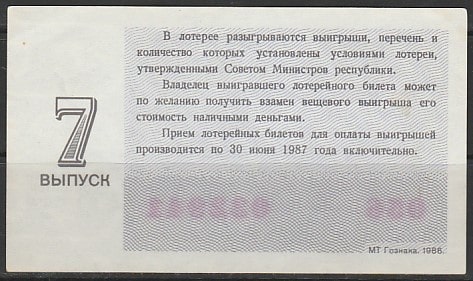 В лотерее разыгрываются выигрыши, перечень и
количество которых установлены условиями лотереи,
утвержденными Советом Министров республики.
Владелец выигравшего лотерейного билета может
по желанию получить взамен вещевого выигрыша его
стоимость наличными деньгами.
Прием лотерейных билетов для оплаты выигрышей
производится по 30 июня 1987 года включительно.
7
ВЫПУСК
МТ Гознака. 1986.